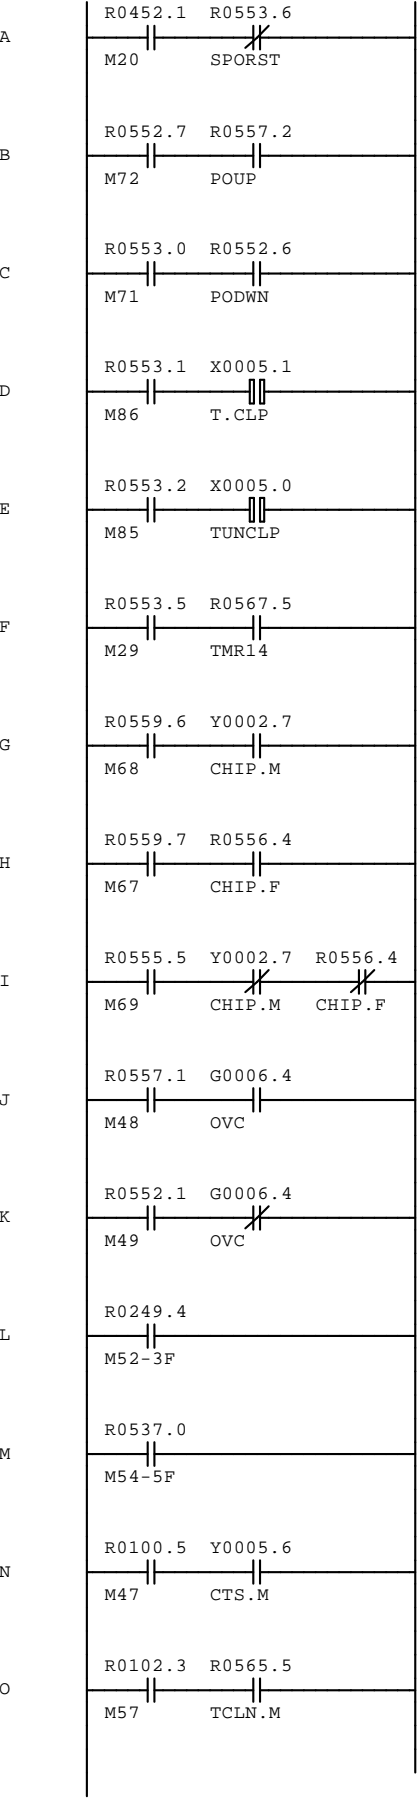 R0452.1 R0553.6
A
M20 SPORST
R0552.7 R0557.2
B
M72 POUP
R0553.0 R0552.6
C
M71 PODWN
R0553.1 X0005.1
D
M86 T.CLP
R0553.2 X0005.0
E
M85 TUNCLP
R0553.5 R0567.5
F
M29 TMR14
R0559.6 Y0002.7
G
M68 CHIP.M
R0559.7 R0556.4
H
M67 CHIP.F
R0555.5 Y0002.7 R0556.4
I
M69 CHIP.M CHIP.F
R0557.1 G0006.4
J
M48 OVC
R0552.1 G0006.4
K
M49 OVC
R0249.4
L
M52-3F
R0537.0
M
M54-5F
R0100.5 Y0005.6
N
M47 CTS.M
R0102.3 R0565.5
O
M57 TCLN.M